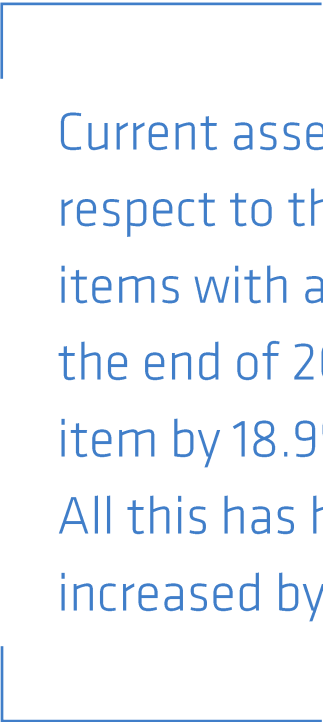 Current asse
respect to th
items with a
the end of 20
item by 18.9
All this has h
increased by